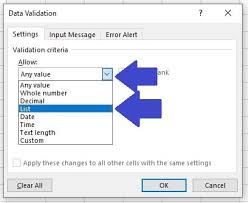 Data Validation
? ×
Settings
Input Message
Error Alert
Validation criteria
Allow:
Any value
Any value
Whole number
Decimal
List
Date
Time
Text length
Custom
Apply these changes to all other cells with the same settings
Clear All
OK
Cancel